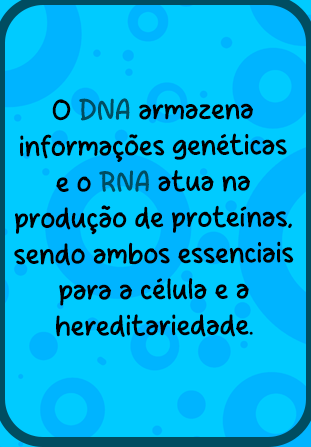 O DNA armazena
informações genéticas
e o RNA atua na
produção de proteínas,
sendo ambos essenciais
para a célula e a
hereditariedade.